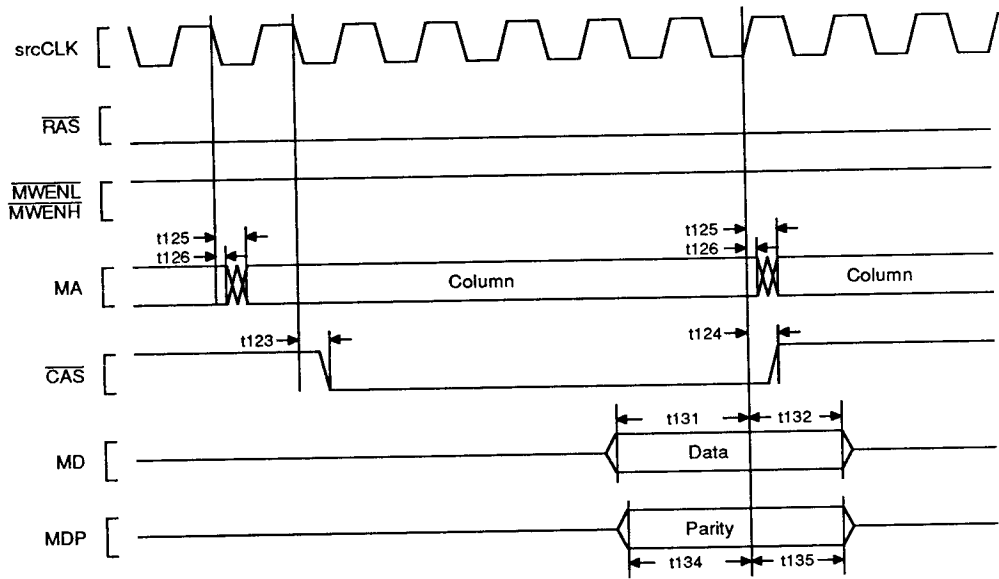 srcCLK
RAS
MWENL
MWENH
t125
t125
t126
t126
MA
Column
Column
t123
t124
CAS
t131
t132
MD
Data
MDP
Parity
t134
t135